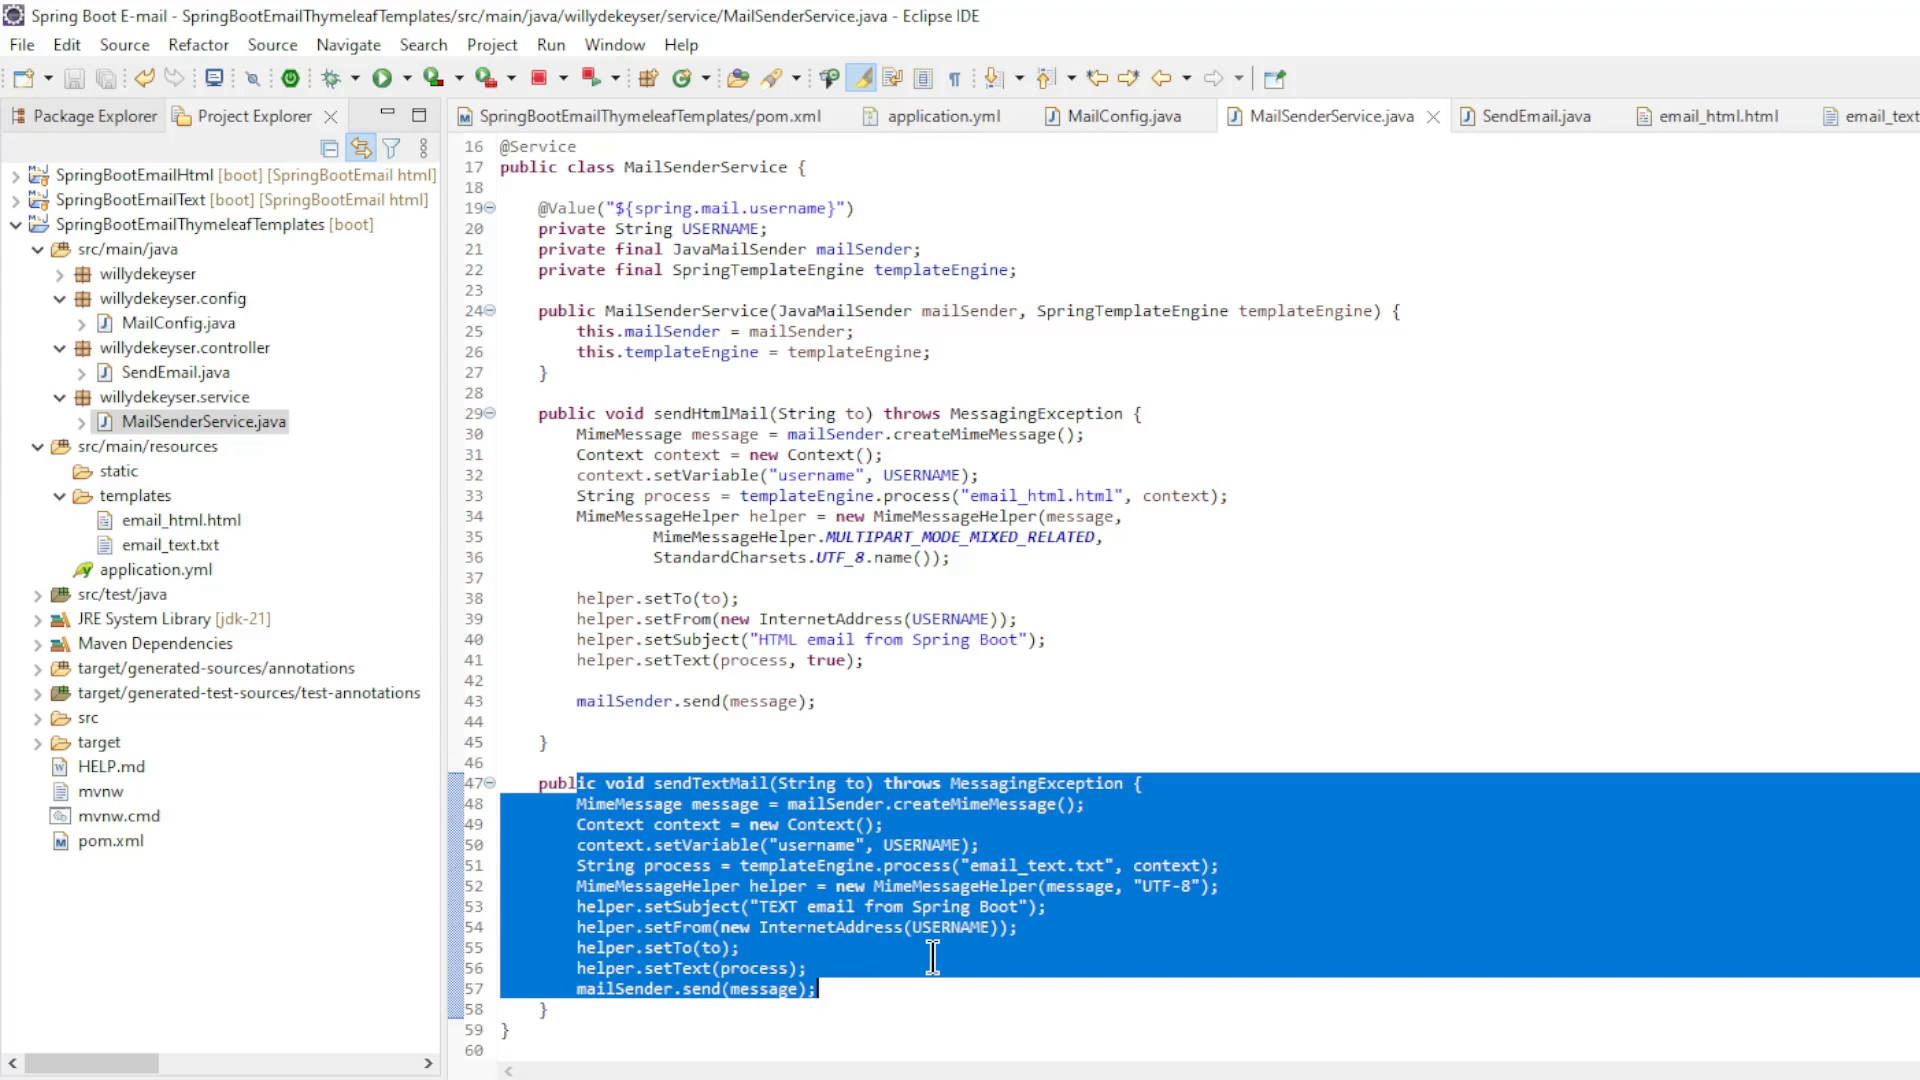 Spring Boot E-mail - SpringBootEmailThymeleafTemplates/src/main/java/willydekeyser/service/MailSenderService.java - Eclipse IDE
File Edit Source Refactor Source Navigate Search Project Run Window Help
Package Explorer Project Explorer
SpringBootEmailThymeleafTemplates/pom.xml application.yml MailConfig.java MailSenderService.java SendEmail.java email_html.html email_text
SpringBootEmailHtml [boot] [SpringBootEmail html]
SpringBootEmailText [boot] [SpringBootEmail html]
SpringBootEmailThymeleafTemplates [boot]
src/main/java
willydekeyser
willydekeyser.config
MailConfig.java
willydekeyser.controller
SendEmail.java
willydekeyser.service
MailSenderService.java
src/main/resources
static
templates
email_html.html
email_text.txt
application.yml
src/test/java
JRE System Library [jdk-21]
Maven Dependencies
target/generated-sources/annotations
target/generated-test-sources/test-annotations
src
target
HELP.md
mvnw
mvnw.cmd
pom.xml
16 @Service
17 public class MailSenderService {
18
19 @Value("${spring.mail.username}")
20 private String USERNAME;
21 private final JavaMailSender mailSender;
22 private final SpringTemplateEngine templateEngine;
23
24 public MailSenderService(JavaMailSender mailSender, SpringTemplateEngine templateEngine) {
25 this.mailSender = mailSender;
26 this.templateEngine = templateEngine;
27 }
28
29 public void sendHtmlMail(String to) throws MessagingException {
30 MimeMessage message = mailSender.createMimeMessage();
31 Context context = new Context();
32 context.setVariable("username", USERNAME);
33 String process = templateEngine.process("email_html.html", context);
34 MimeMessageHelper helper = new MimeMessageHelper(message,
35 MimeMessageHelper.MULTIPART_MODE_MIXED_RELATED,
36 StandardCharsets.UTF_8.name());
37
38 helper.setTo(to);
39 helper.setFrom(new InternetAddress(USERNAME));
40 helper.setSubject("HTML email from Spring Boot");
41 helper.setText(process, true);
42
43 mailSender.send(message);
44
45 }
46
47 public void sendTextMail(String to) throws MessagingException {
48 MimeMessage message = mailSender.createMimeMessage();
49 Context context = new Context();
50 context.setVariable("username", USERNAME);
51 String process = templateEngine.process("email_text.txt", context);
52 MimeMessageHelper helper = new MimeMessageHelper(message, "UTF-8");
53 helper.setSubject("TEXT email from Spring Boot");
54 helper.setFrom(new InternetAddress(USERNAME));
55 helper.setTo(to);
56 helper.setText(process);
57 mailSender.send(message);
58 }
59 }
60